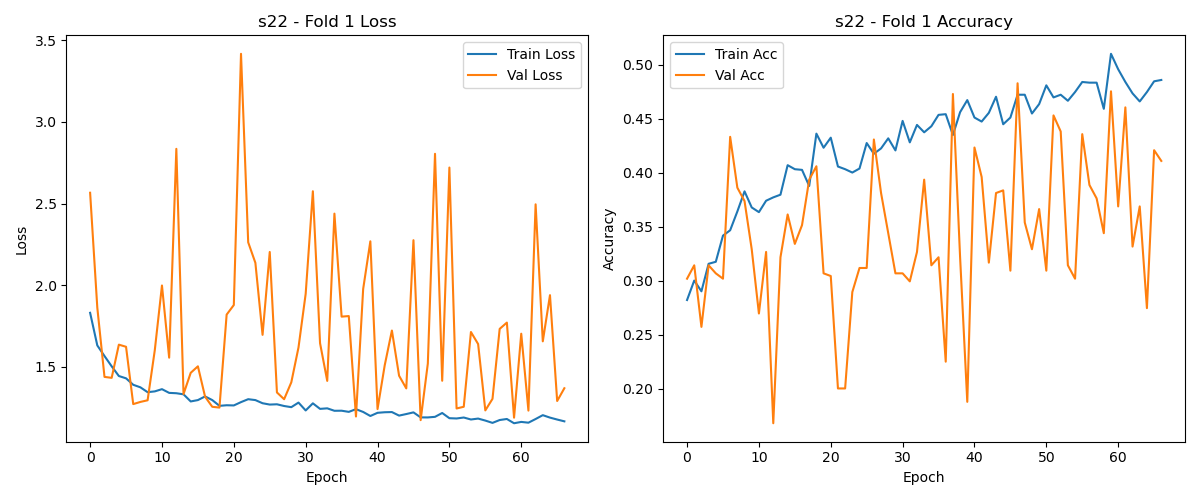 s22 - Fold 1 Loss
3.5
3.0
2.5
2.0
1.5
Loss
0 10 20 30 40 50 60
Epoch
Train Loss
Val Loss
s22 - Fold 1 Accuracy
0.50
0.45
0.40
0.35
0.30
0.25
0.20
Accuracy
0 10 20 30 40 50 60
Epoch
Train Acc
Val Acc